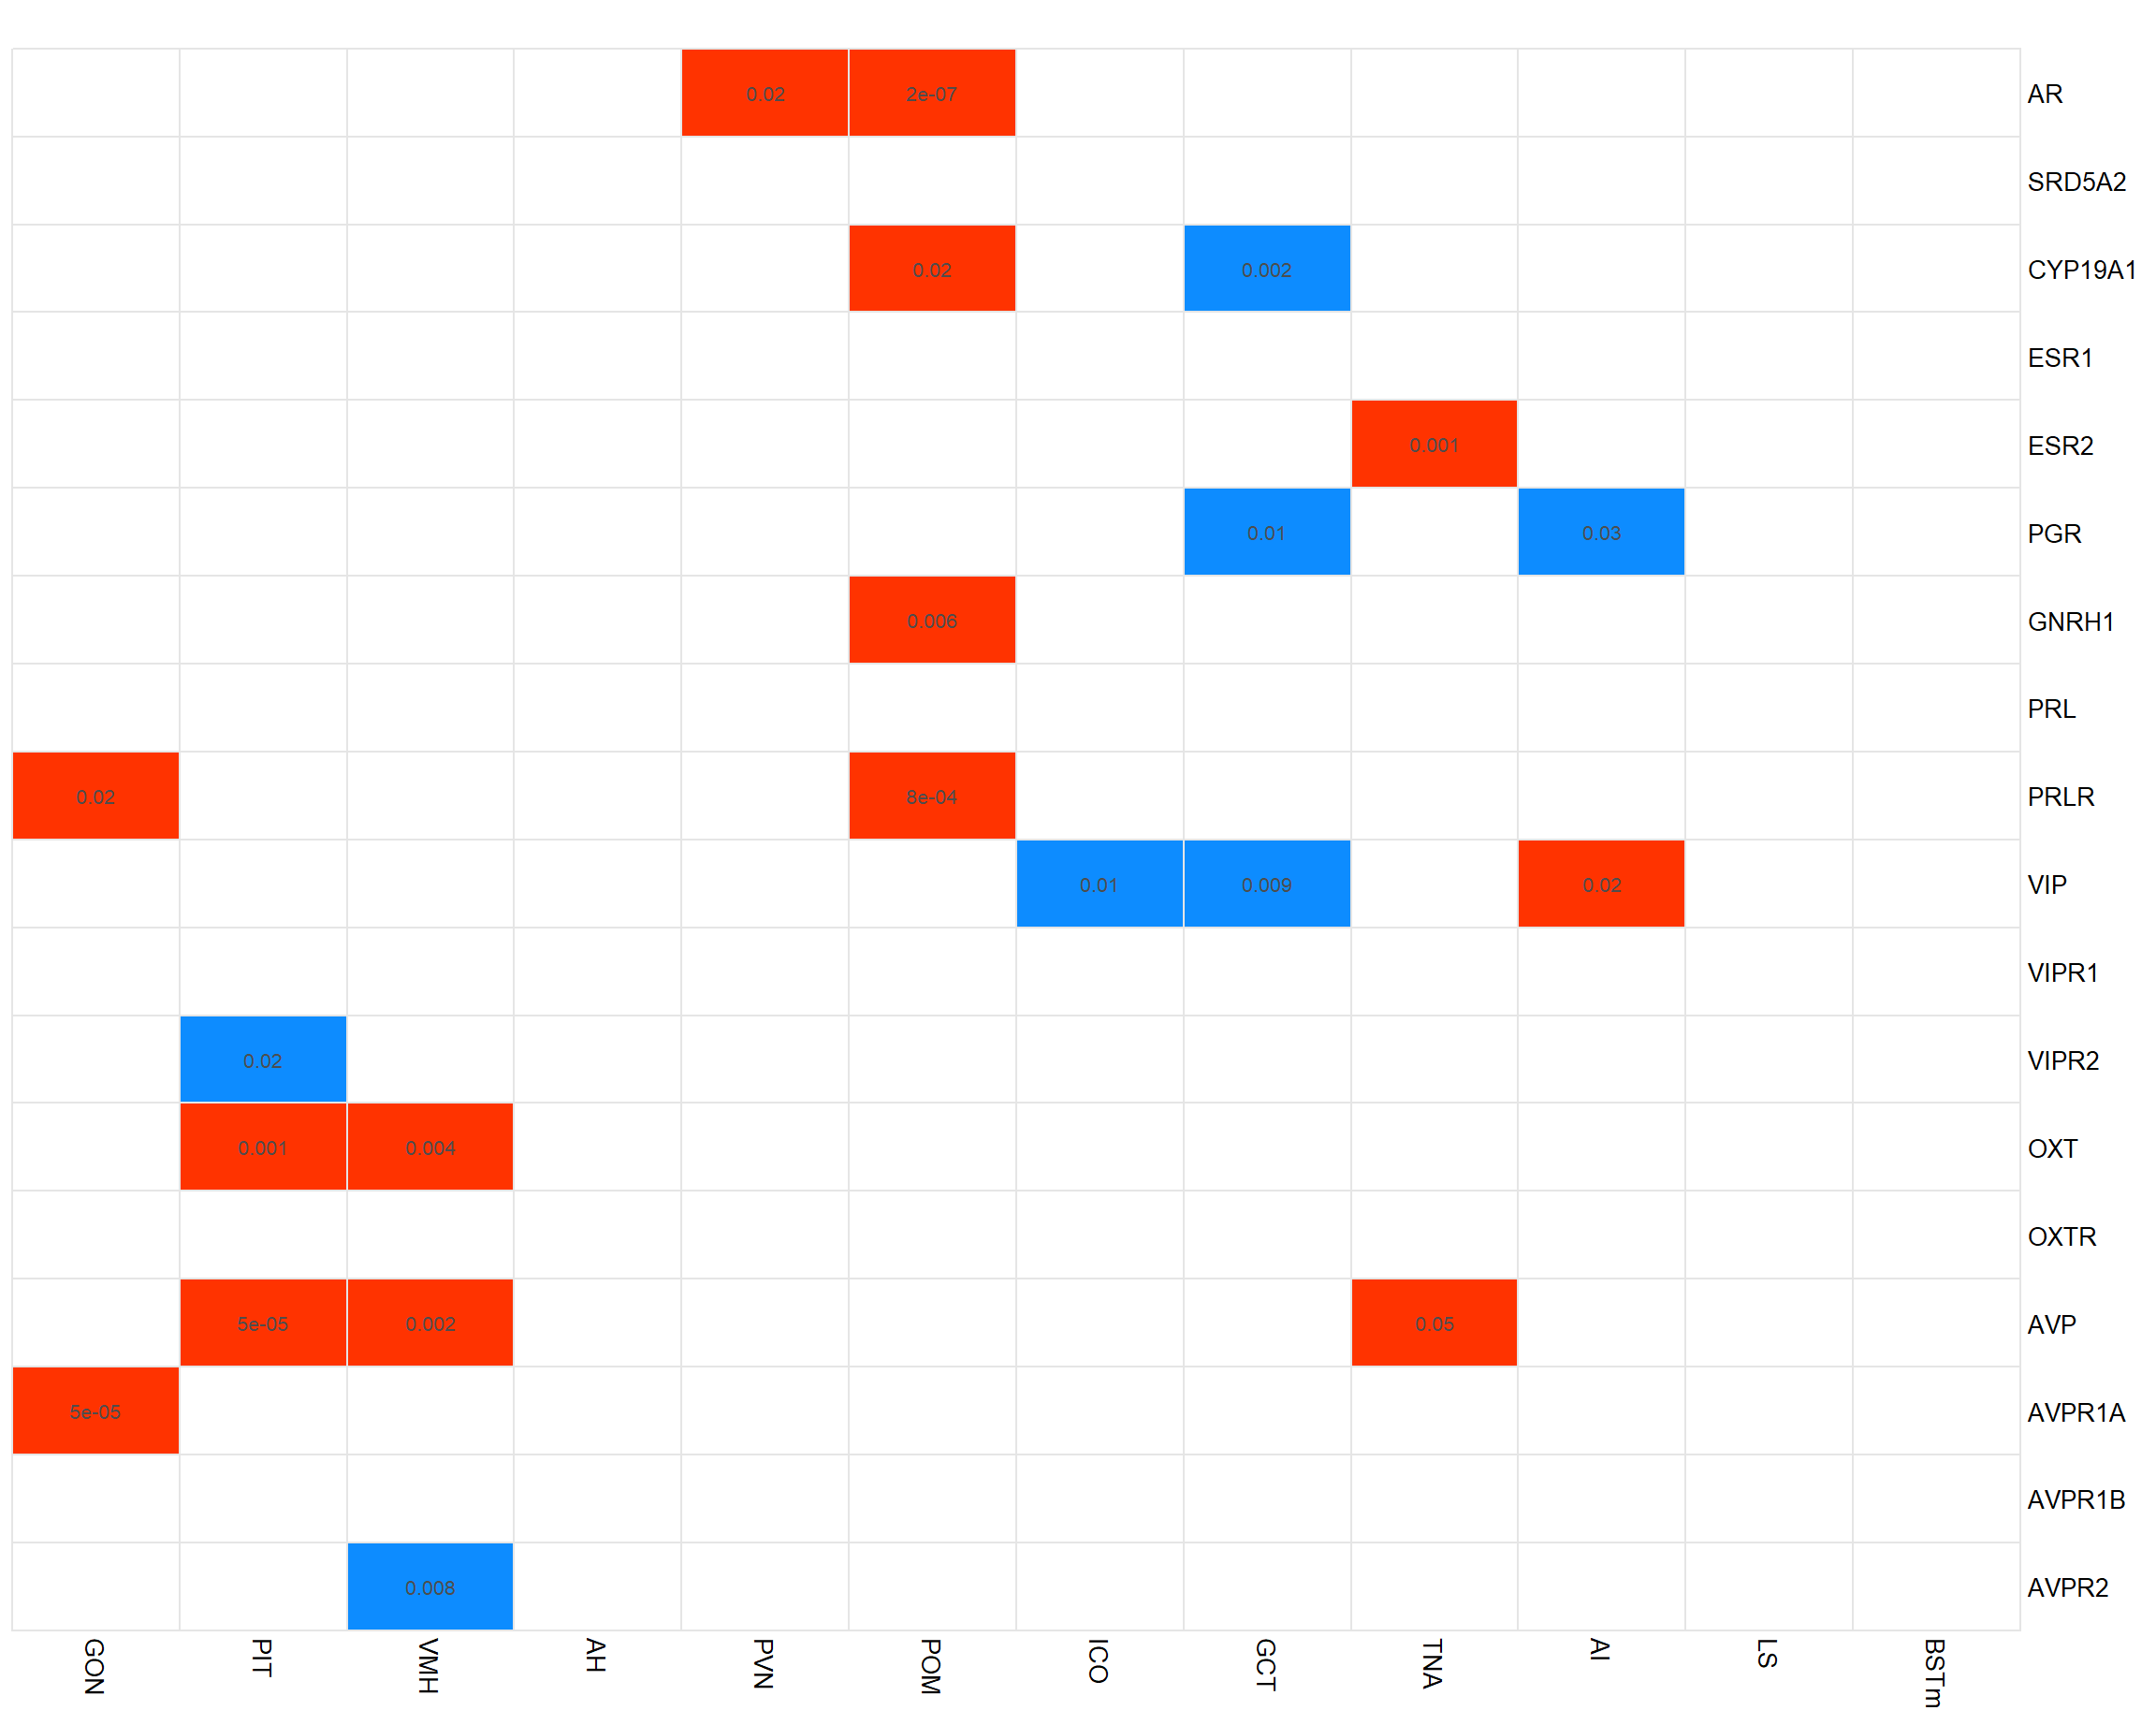 0.02 2e-07 AR
SRD5A2
0.02 0.002 CYP19A1
ESR1
0.001 ESR2
0.01 0.03 PGR
0.006 GNRH1
PRL
0.02 8e-04 PRLR
0.01 0.009 0.02 VIP
VIPR1
0.02 VIPR2
0.001 0.004 OXT
OXTR
5e-05 0.002 0.05 AVP
5e-05 AVPR1A
AVPR1B
0.008 AVPR2
GON PIT VMH AH PVN POM ICO GCT TNA AI LS BSTm